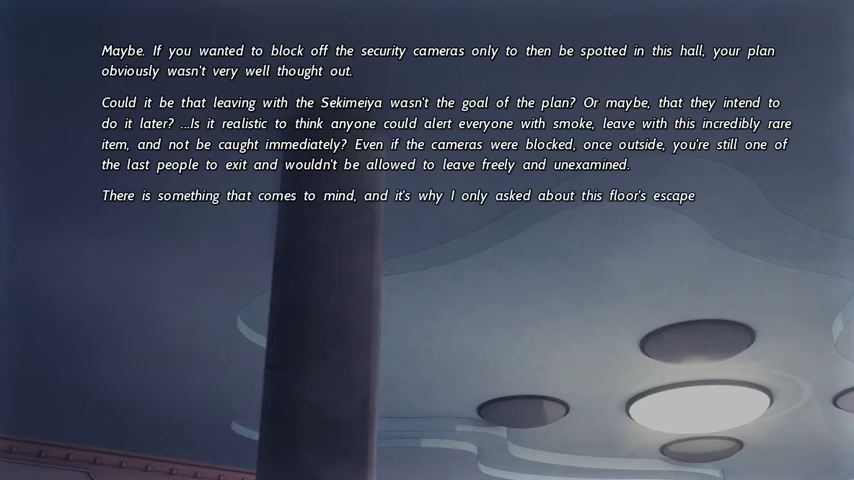 Maybe. If you wanted to block off the security cameras only to then be spotted in this hall, your plan
obviously wasn't very well thought out.
Could it be that leaving with the Sekimeiya wasn't the goal of the plan? Or maybe, that they intend to
do it later? ...Is it realistic to think anyone could alert everyone with smoke, leave with this incredibly rare
item, and not be caught immediately? Even if the cameras were blocked, once outside, you're still one of
the last people to exit and wouldn't be allowed to leave freely and unexamined.
There is something that comes to mind, and it's why I only asked about this floor's escape